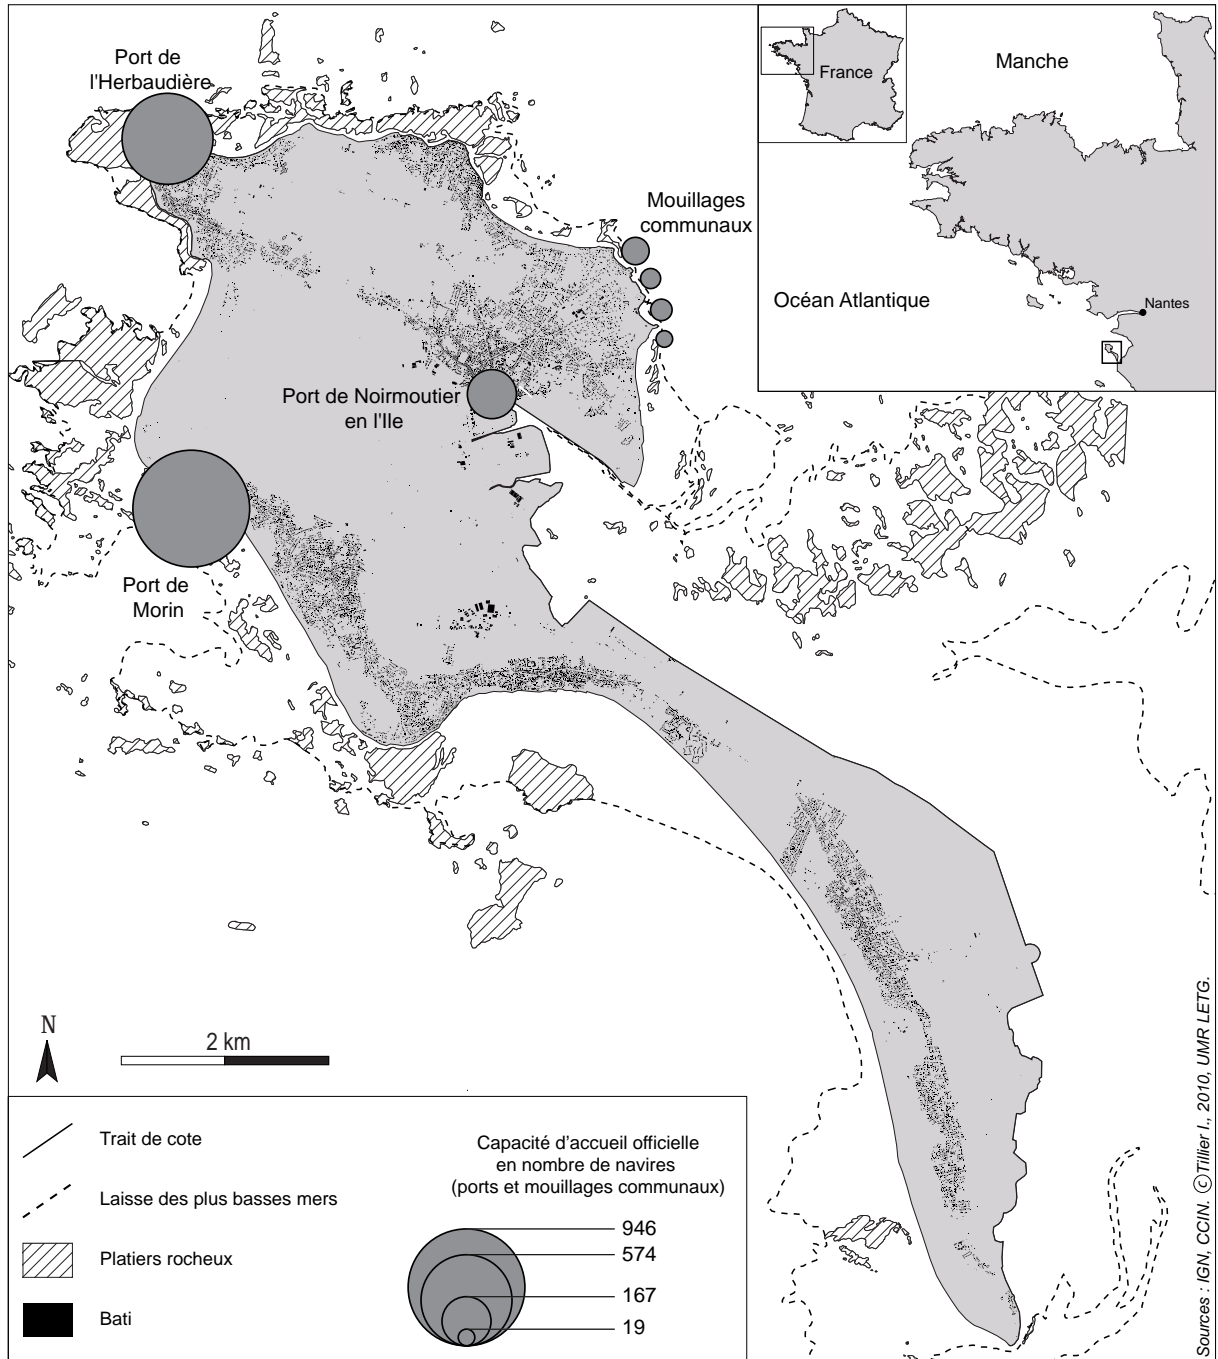 Port de
l'Herbaudière
France
Manche
Mouillages
communaux
Océan Atlantique
Nantes
Port de Noirmoutier
en l'Ile
Port de
Morin
N
2 km
Trait de cote
Laisse des plus basses mers
Platiers rocheux
Bati
Capacité d'accueil officielle
en nombre de navires
(ports et mouillages communaux)
946
574
167
19
Sources : IGN, CCIN. ©Tillier I., 2010, UMR LETG.